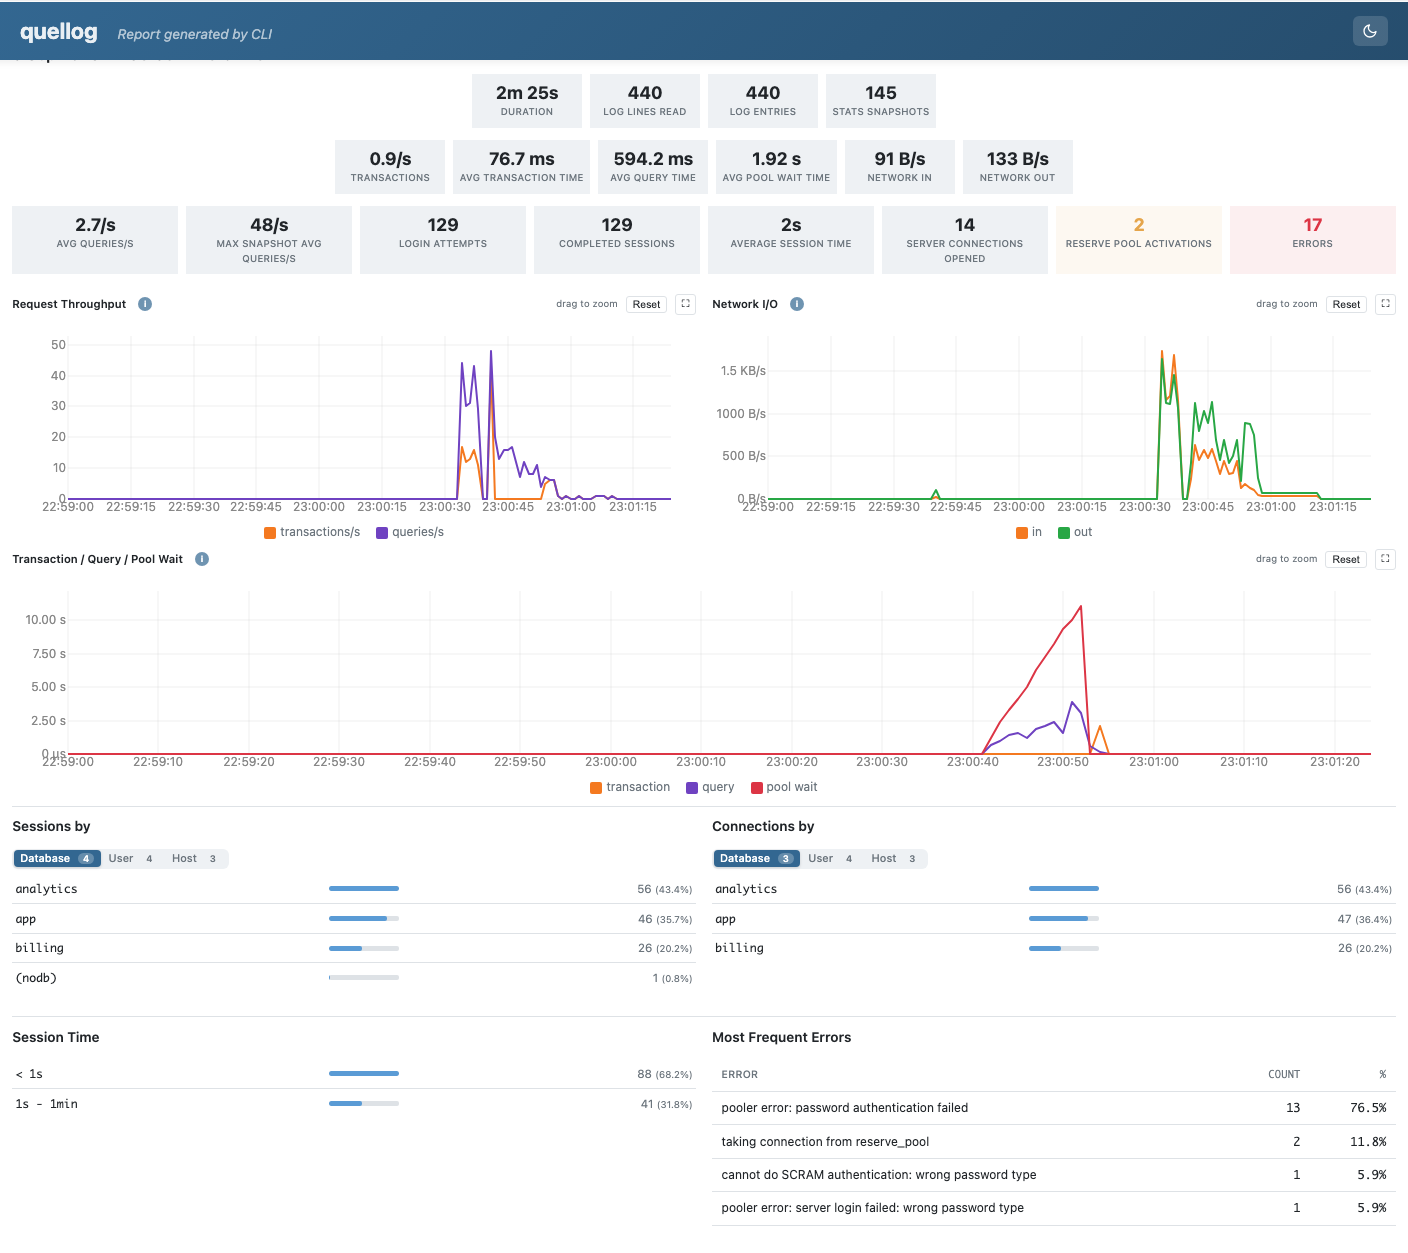 quellog Report generated by CLI
2m 25s 440 440 145
DURATION LOG LINES READ LOG ENTRIES STATS SNAPSHOTS
0.9/s 76.7 ms 594.2 ms 1.92 s 91 B/s 133 B/s
TRANSACTIONS AVG TRANSACTION TIME AVG QUERY TIME AVG POOL WAIT TIME NETWORK IN NETWORK OUT
2.7/s 48/s 129 129 2s 14 2 17
AVG QUERIES/S MAX SNAPSHOT AVG LOGIN ATTEMPTS COMPLETED SESSIONS AVERAGE SESSION TIME SERVER CONNECTIONS RESERVE POOL ACTIVATIONS ERRORS
QUERIES/S OPENED
Request Throughput i drag to zoom Reset
50
40
30
20
10
0
22:59:00 22:59:15 22:59:30 22:59:45 23:00:00 23:00:15 23:00:30 23:00:45 23:01:00 23:01:15
transactions/s queries/s
Network I/O i drag to zoom Reset
1.5 KB/s
1000 B/s
500 B/s
0 B/s
22:59:00 22:59:15 22:59:30 22:59:45 23:00:00 23:00:15 23:00:30 23:00:45 23:01:00 23:01:15
in out
Transaction / Query / Pool Wait i drag to zoom Reset
10.00 s
7.50 s
5.00 s
2.50 s
0 µs
22:59:00 22:59:10 22:59:20 22:59:30 22:59:40 22:59:50 23:00:00 23:00:10 23:00:20 23:00:30 23:00:40 23:00:50 23:01:00 23:01:10 23:01:20
transaction query pool wait
Sessions by
Database 4 User 4 Host 3
analytics 56 (43.4%)
app 46 (35.7%)
billing 26 (20.2%)
(nodb) 1 (0.8%)
Connections by
Database 3 User 4 Host 3
analytics 56 (43.4%)
app 47 (36.4%)
billing 26 (20.2%)
Session Time
< 1s 88 (68.2%)
1s - 1min 41 (31.8%)
Most Frequent Errors
ERROR COUNT %
pooler error: password authentication failed 13 76.5%
taking connection from reserve_pool 2 11.8%
cannot do SCRAM authentication: wrong password type 1 5.9%
pooler error: server login failed: wrong password type 1 5.9%